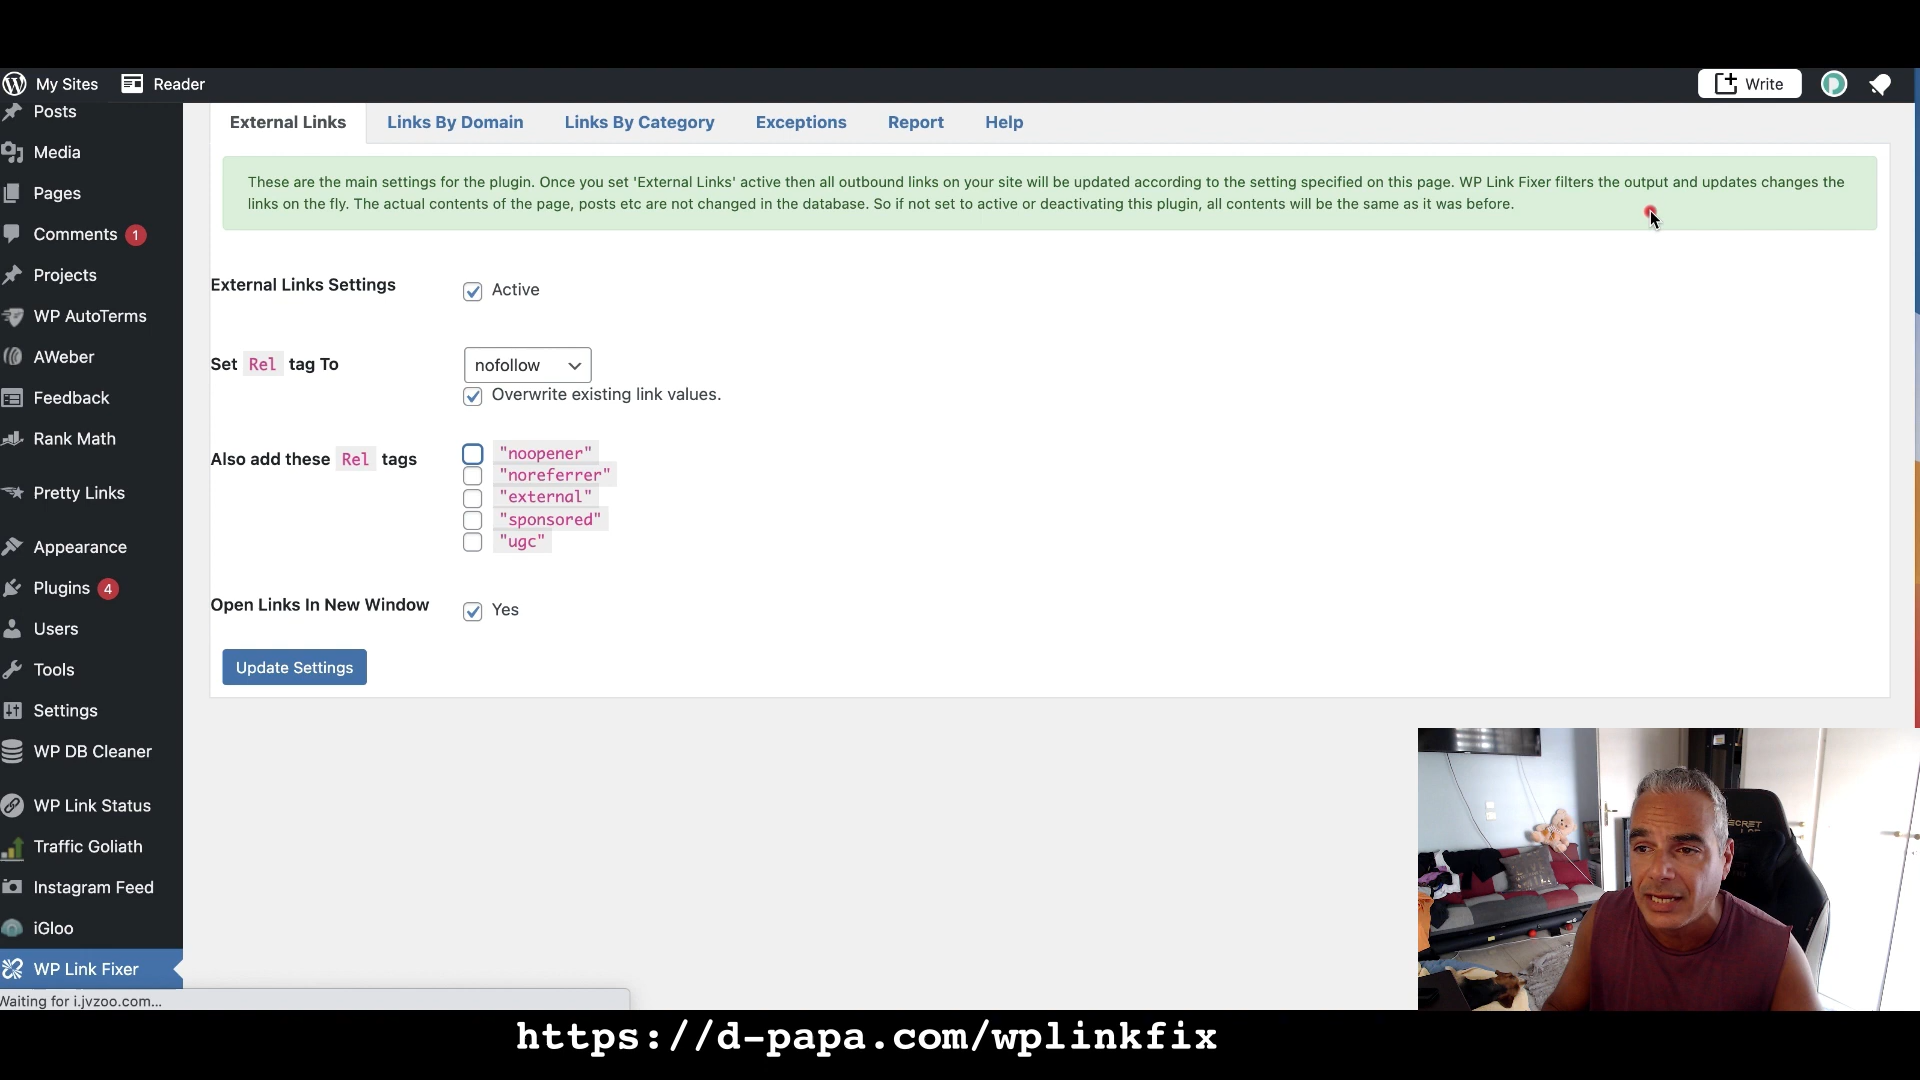 My Sites Reader Write
Posts
Media
Pages
Comments 1
Projects
WP AutoTerms
AWeber
Feedback
Rank Math
Pretty Links
Appearance
Plugins 4
Users
Tools
Settings
WP DB Cleaner
WP Link Status
Traffic Goliath
Instagram Feed
iGloo
WP Link Fixer
Waiting for i.jvzoo.com...
External Links Links By Domain Links By Category Exceptions Report Help
These are the main settings for the plugin. Once you set 'External Links' active then all outbound links on your site will be updated according to the setting specified on this page. WP Link Fixer filters the output and updates changes the
links on the fly. The actual contents of the page, posts etc are not changed in the database. So if not set to active or deactivating this plugin, all contents will be the same as it was before.
External Links Settings Active
Set Rel tag To nofollow
Overwrite existing link values.
Also add these Rel tags "noopener"
"noreferrer"
"external"
"sponsored"
"ugc"
Open Links In New Window Yes
Update Settings
SECRET
https://d-papa.com/wplinkfix